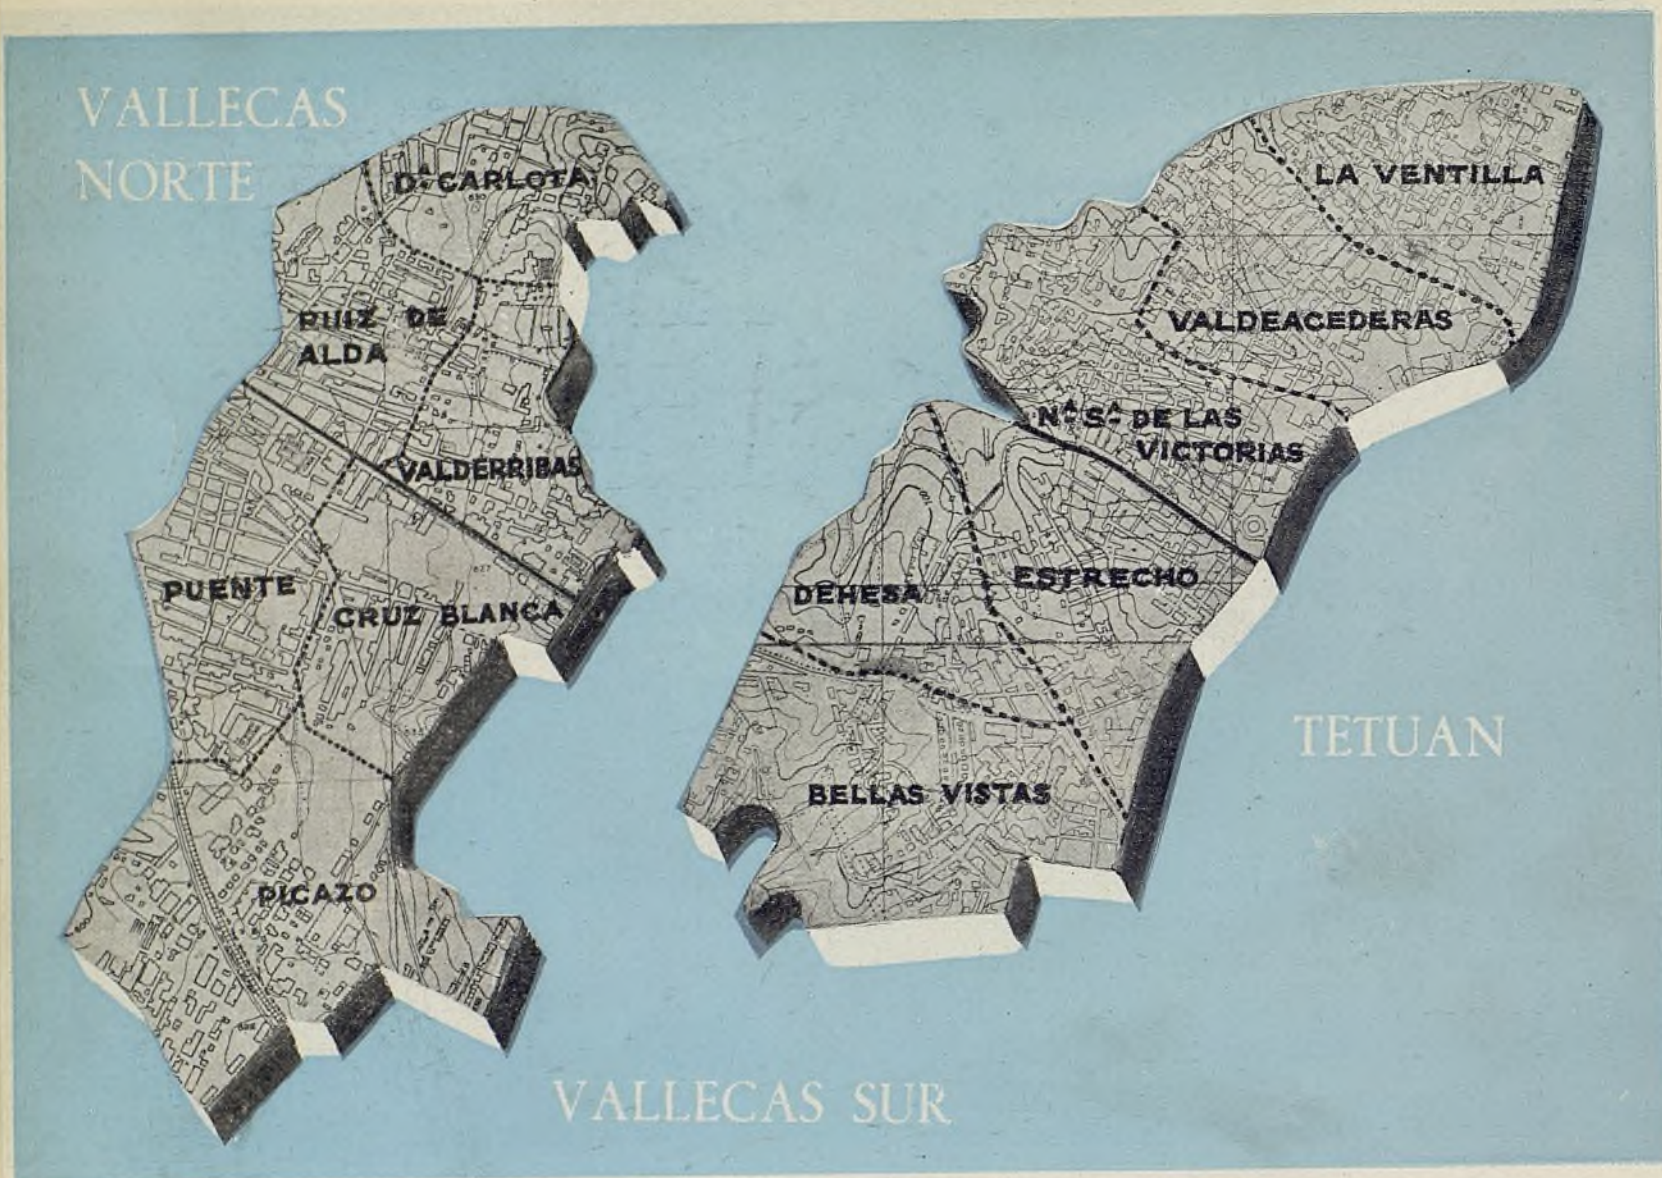 VALLECAS
NORTE
Dª CARLOTA
RUIZ DE
ALDA
VALDERRIBAS
PUENTE
CRUZ BLANCA
PICAZO
LA VENTILLA
VALDEACEDERAS
Nª Sª DE LAS
VICTORIAS
DEHESA
ESTRECHO
BELLAS VISTAS
TETUAN
VALLECAS SUR